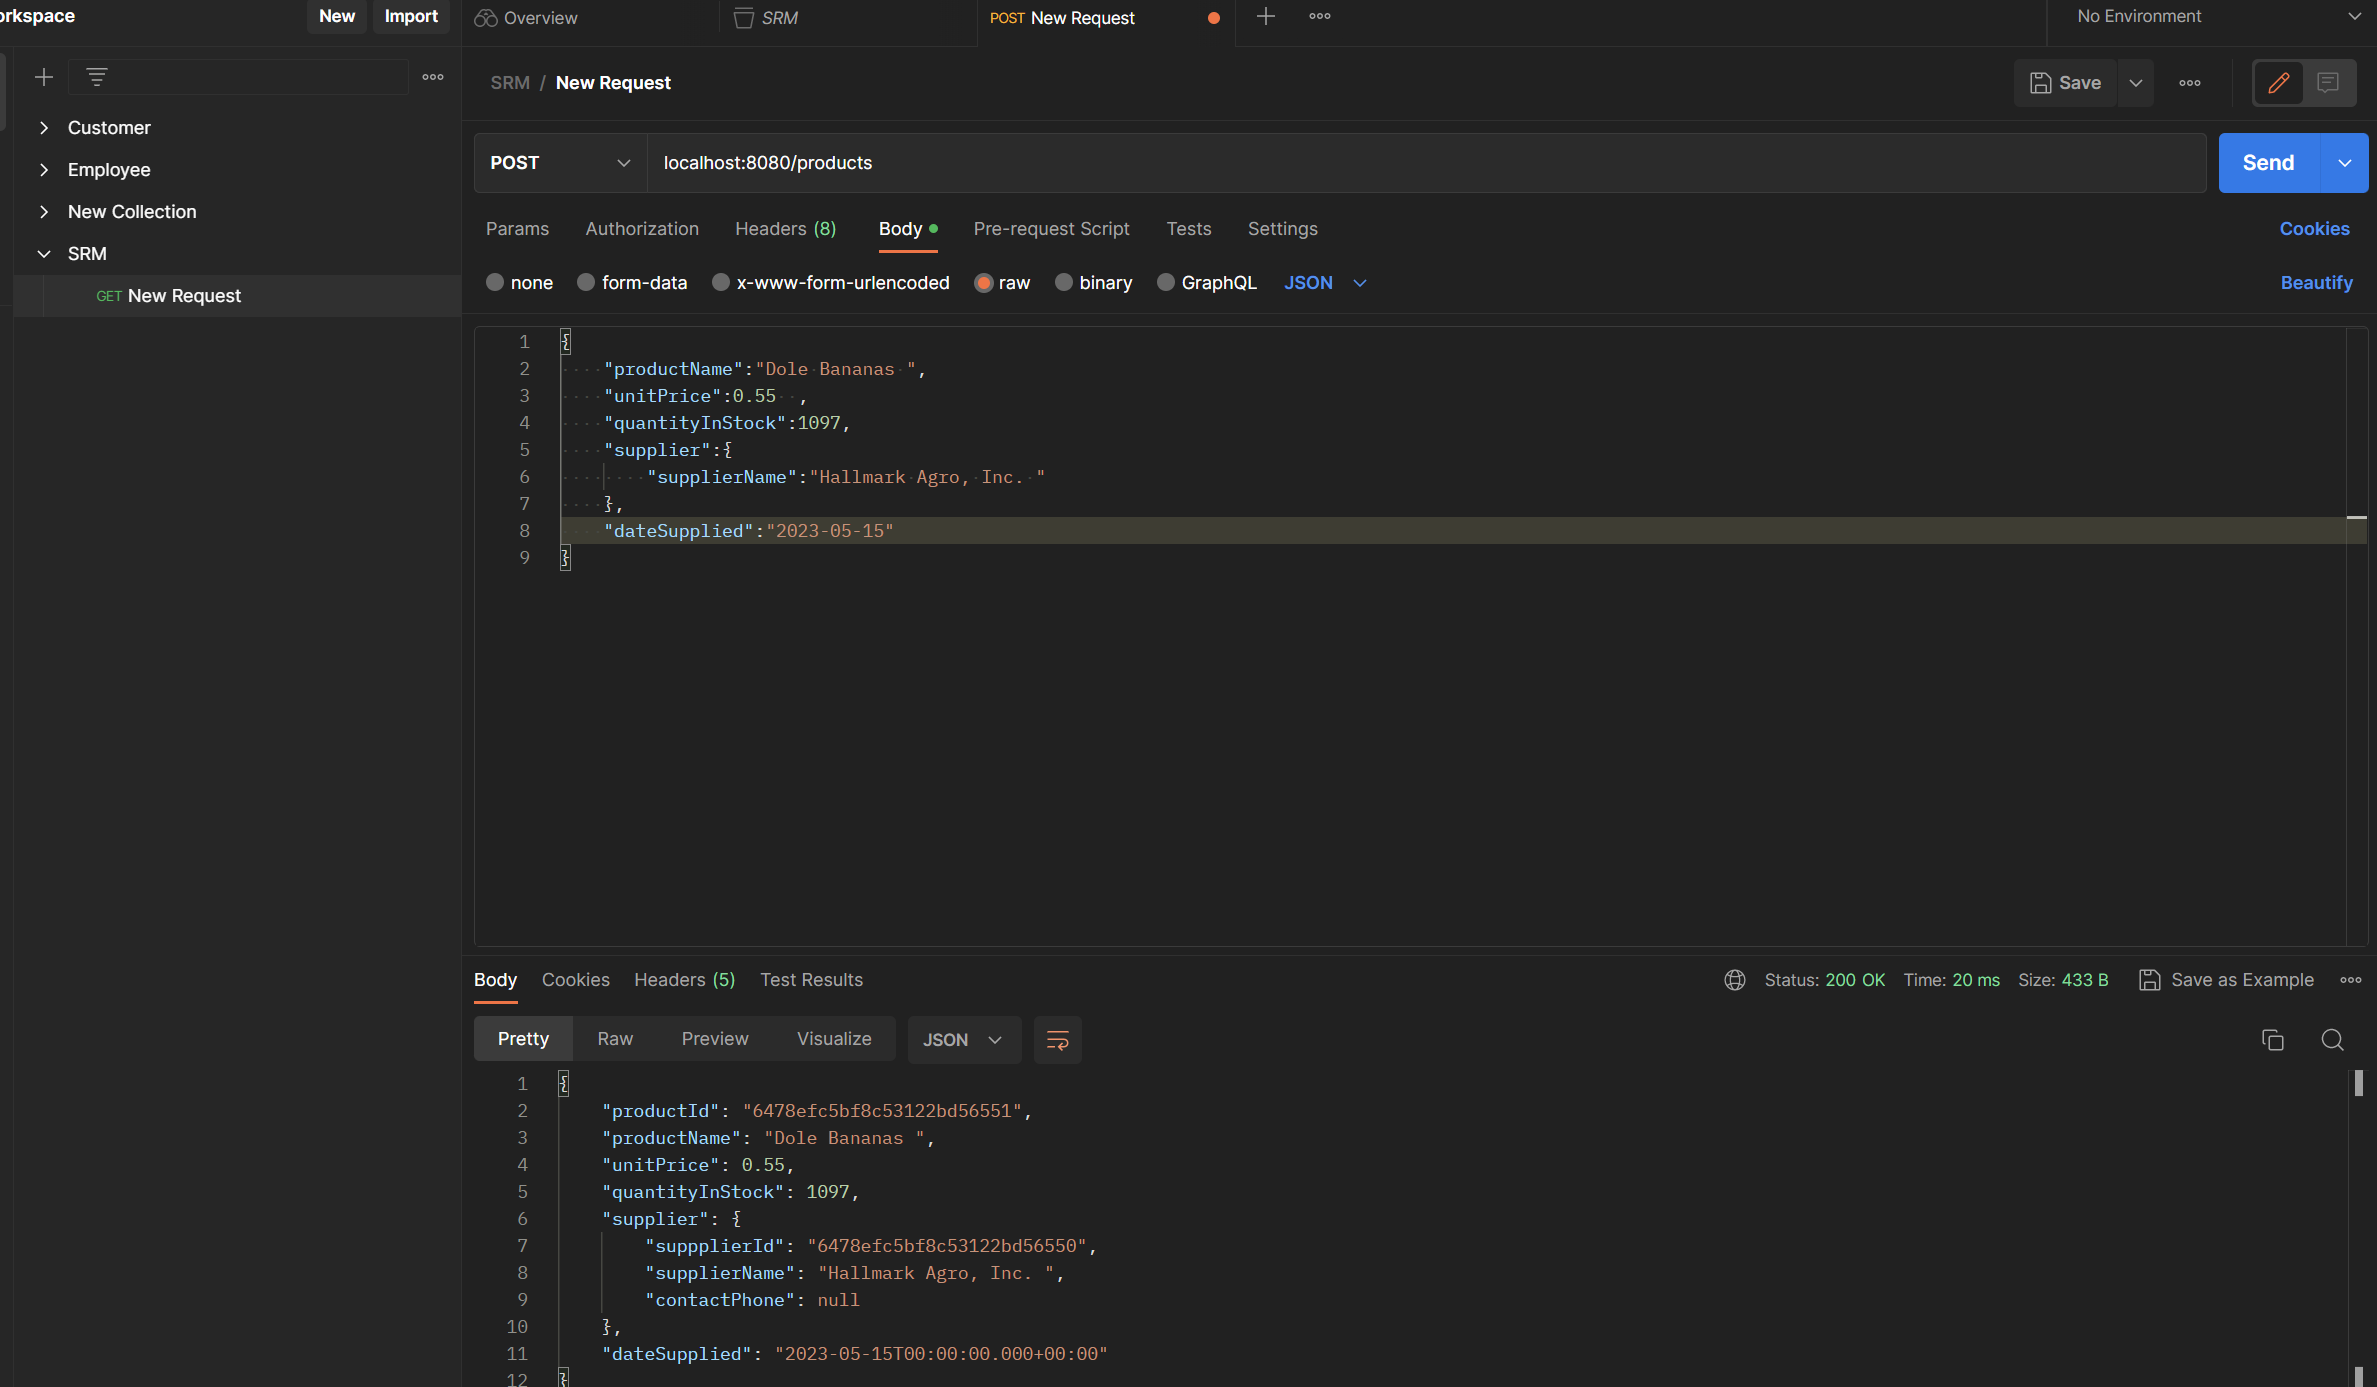 orkspace New Import Overview SRM POST New Request No Environment
SRM / New Request Save
Customer
Employee
New Collection
SRM
GET New Request
POST localhost:8080/products Send
Params Authorization Headers (8) Body Pre-request Script Tests Settings Cookies
none form-data x-www-form-urlencoded raw binary GraphQL JSON Beautify
1 {
2 "productName":"Dole Bananas ",
3 "unitPrice":0.55  ,
4 "quantityInStock":1097,
5 "supplier":{
6 "supplierName":"Hallmark Agro, Inc. "
7 },
8 "dateSupplied":"2023-05-15"
9 }
Body Cookies Headers (5) Test Results Status: 200 OK Time: 20 ms Size: 433 B Save as Example
Pretty Raw Preview Visualize JSON
1 {
2 "productId": "6478efc5bf8c53122bd56551",
3 "productName": "Dole Bananas ",
4 "unitPrice": 0.55,
5 "quantityInStock": 1097,
6 "supplier": {
7 "suppplierId": "6478efc5bf8c53122bd56550",
8 "supplierName": "Hallmark Agro, Inc. ",
9 "contactPhone": null
10 },
11 "dateSupplied": "2023-05-15T00:00:00.000+00:00"
12 }